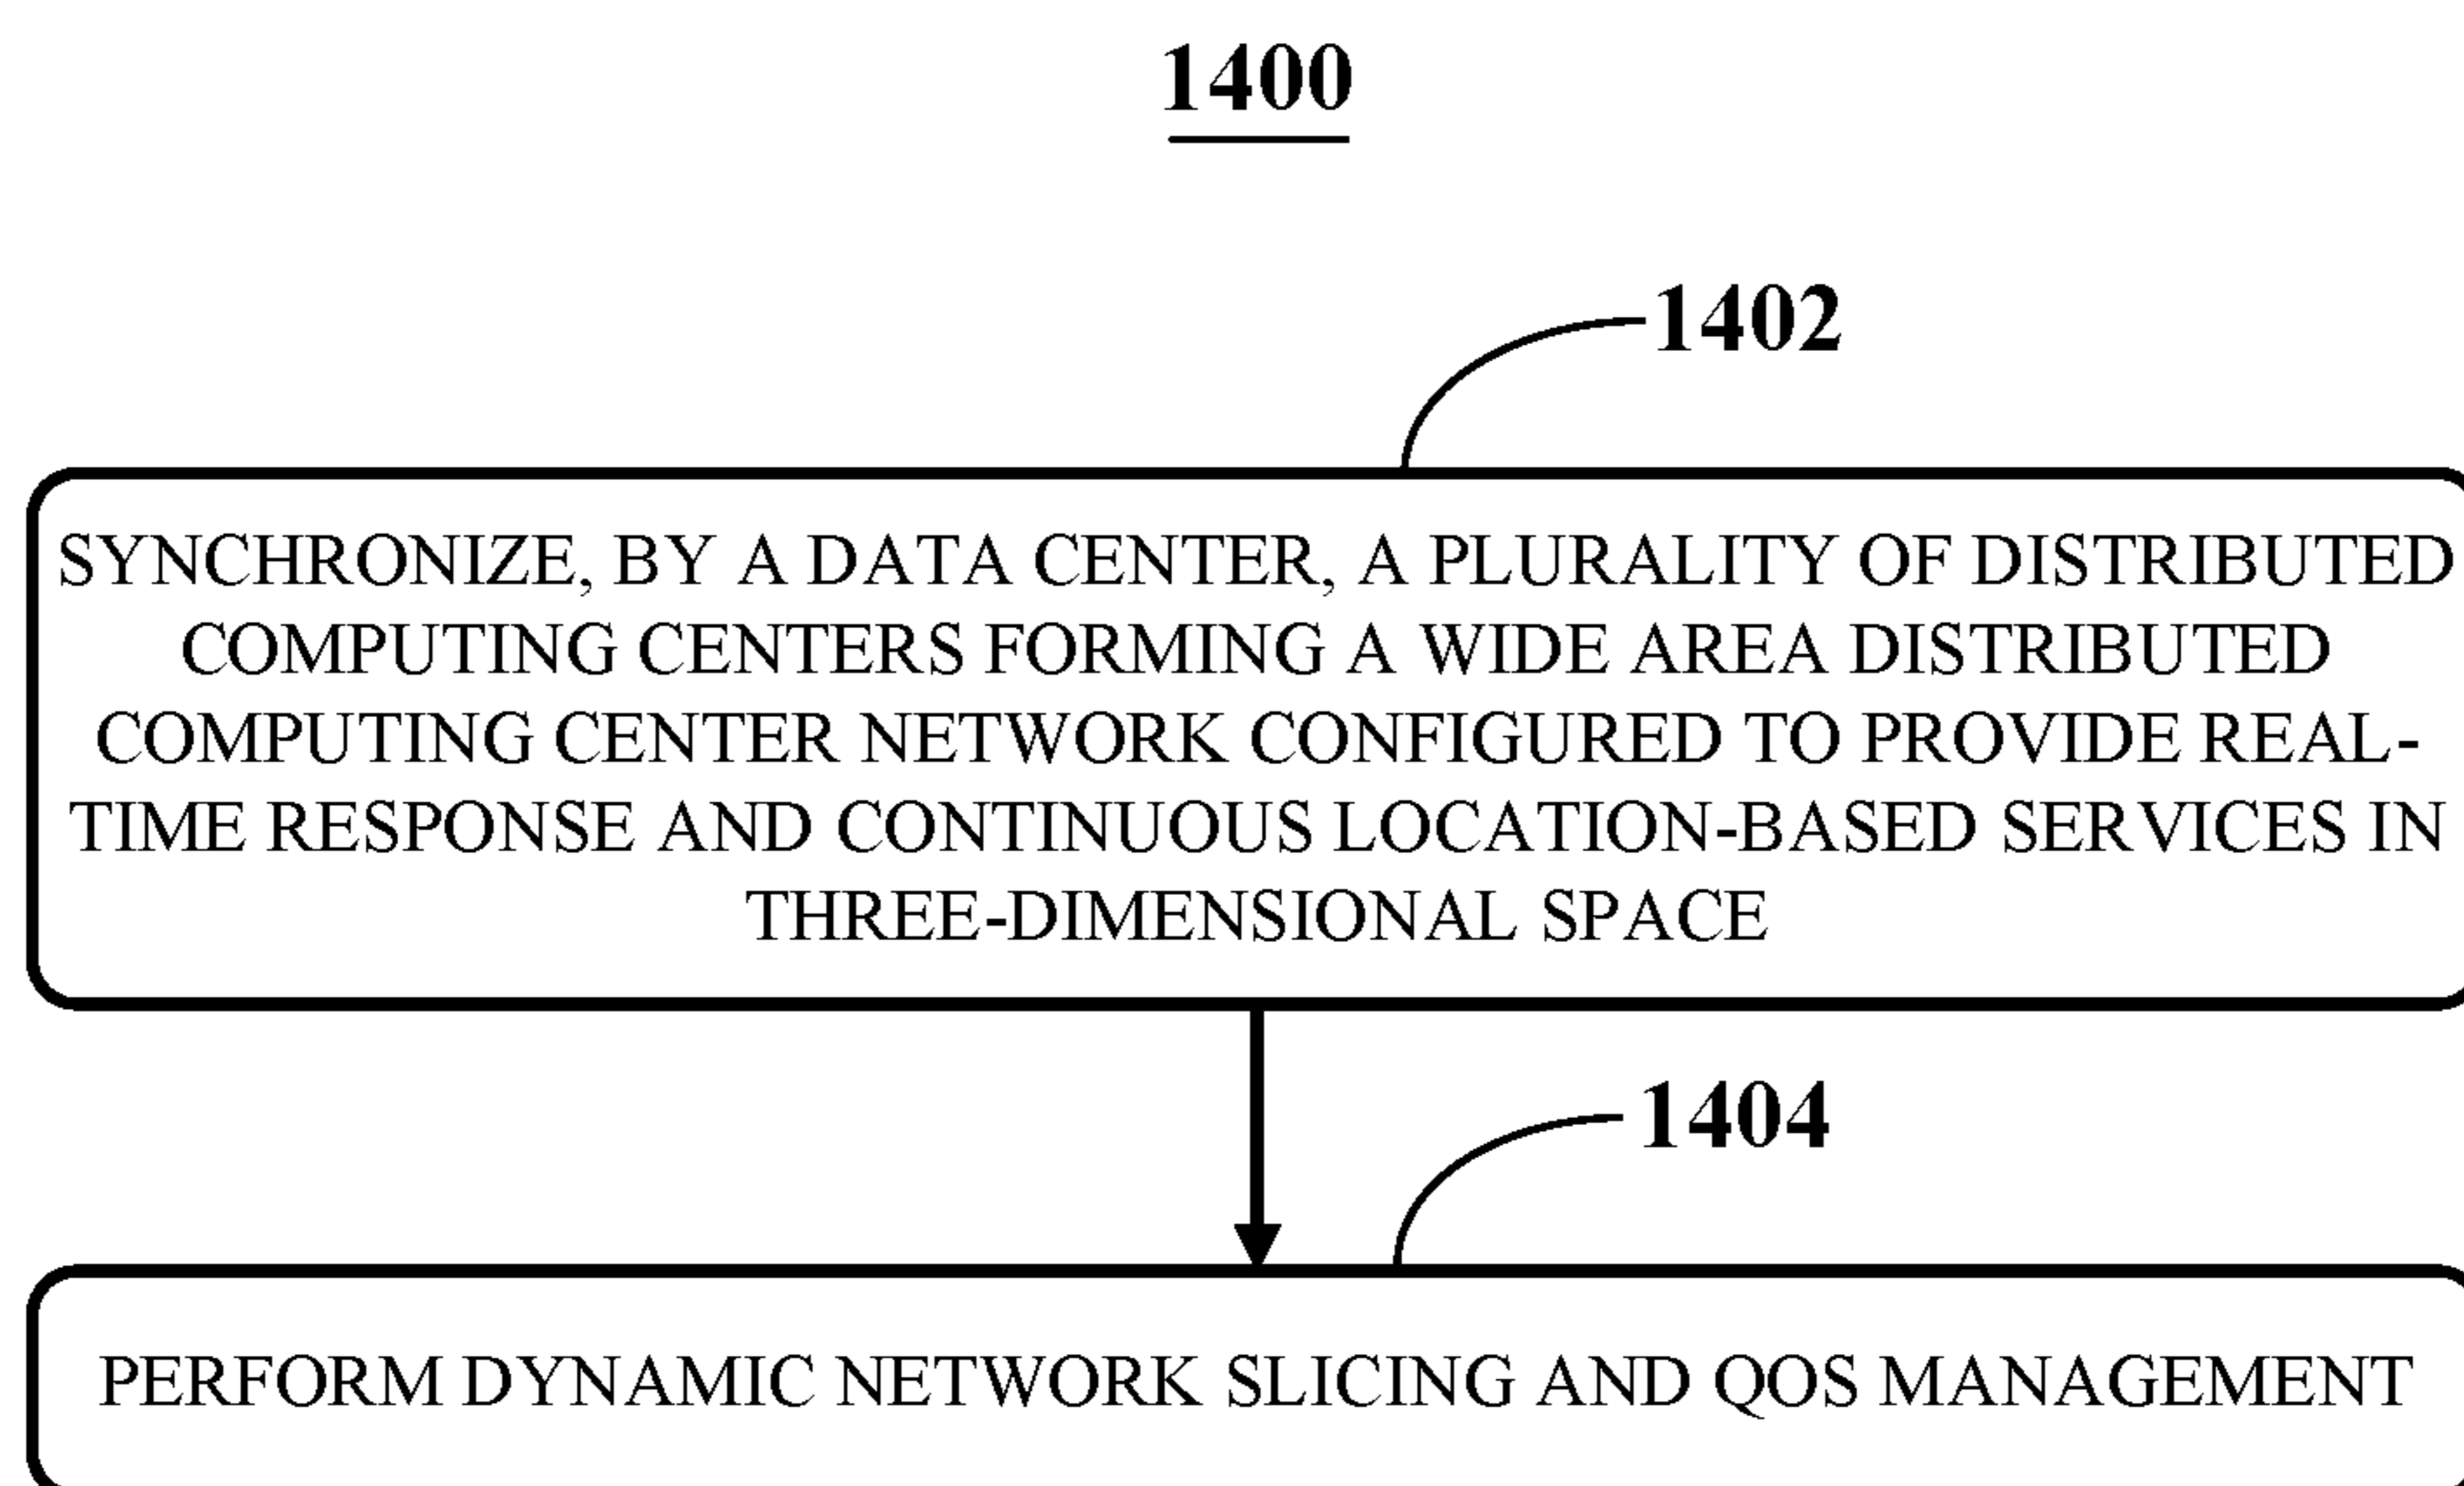 1400
1402
SYNCHRONIZE, BY A DATA CENTER, A PLURALITY OF DISTRIBUTED
COMPUTING CENTERS FORMING A WIDE AREA DISTRIBUTED
COMPUTING CENTER NETWORK CONFIGURED TO PROVIDE REAL-
TIME RESPONSE AND CONTINUOUS LOCATION-BASED SERVICES IN
THREE-DIMENSIONAL SPACE
1404
PERFORM DYNAMIC NETWORK SLICING AND QOS MANAGEMENT